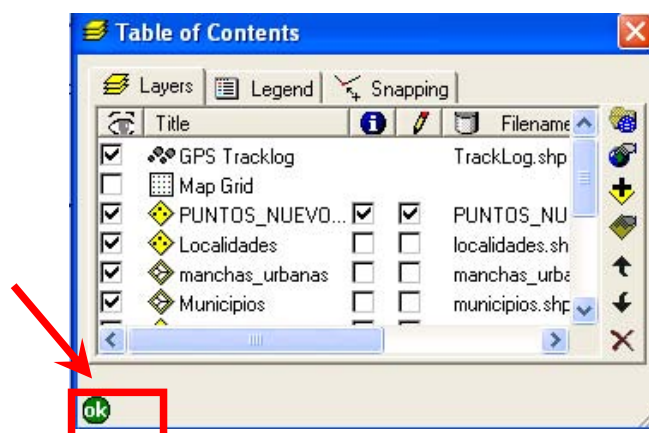 Table of Contents
Layers Legend Snapping
Title Filename
GPS Tracklog TrackLog.shp
Map Grid
PUNTOS_NUEVO... PUNTOS_NU
Localidades localidades.sh
manchas_urbanas manchas_urba
Municipios municipios.shp
ok